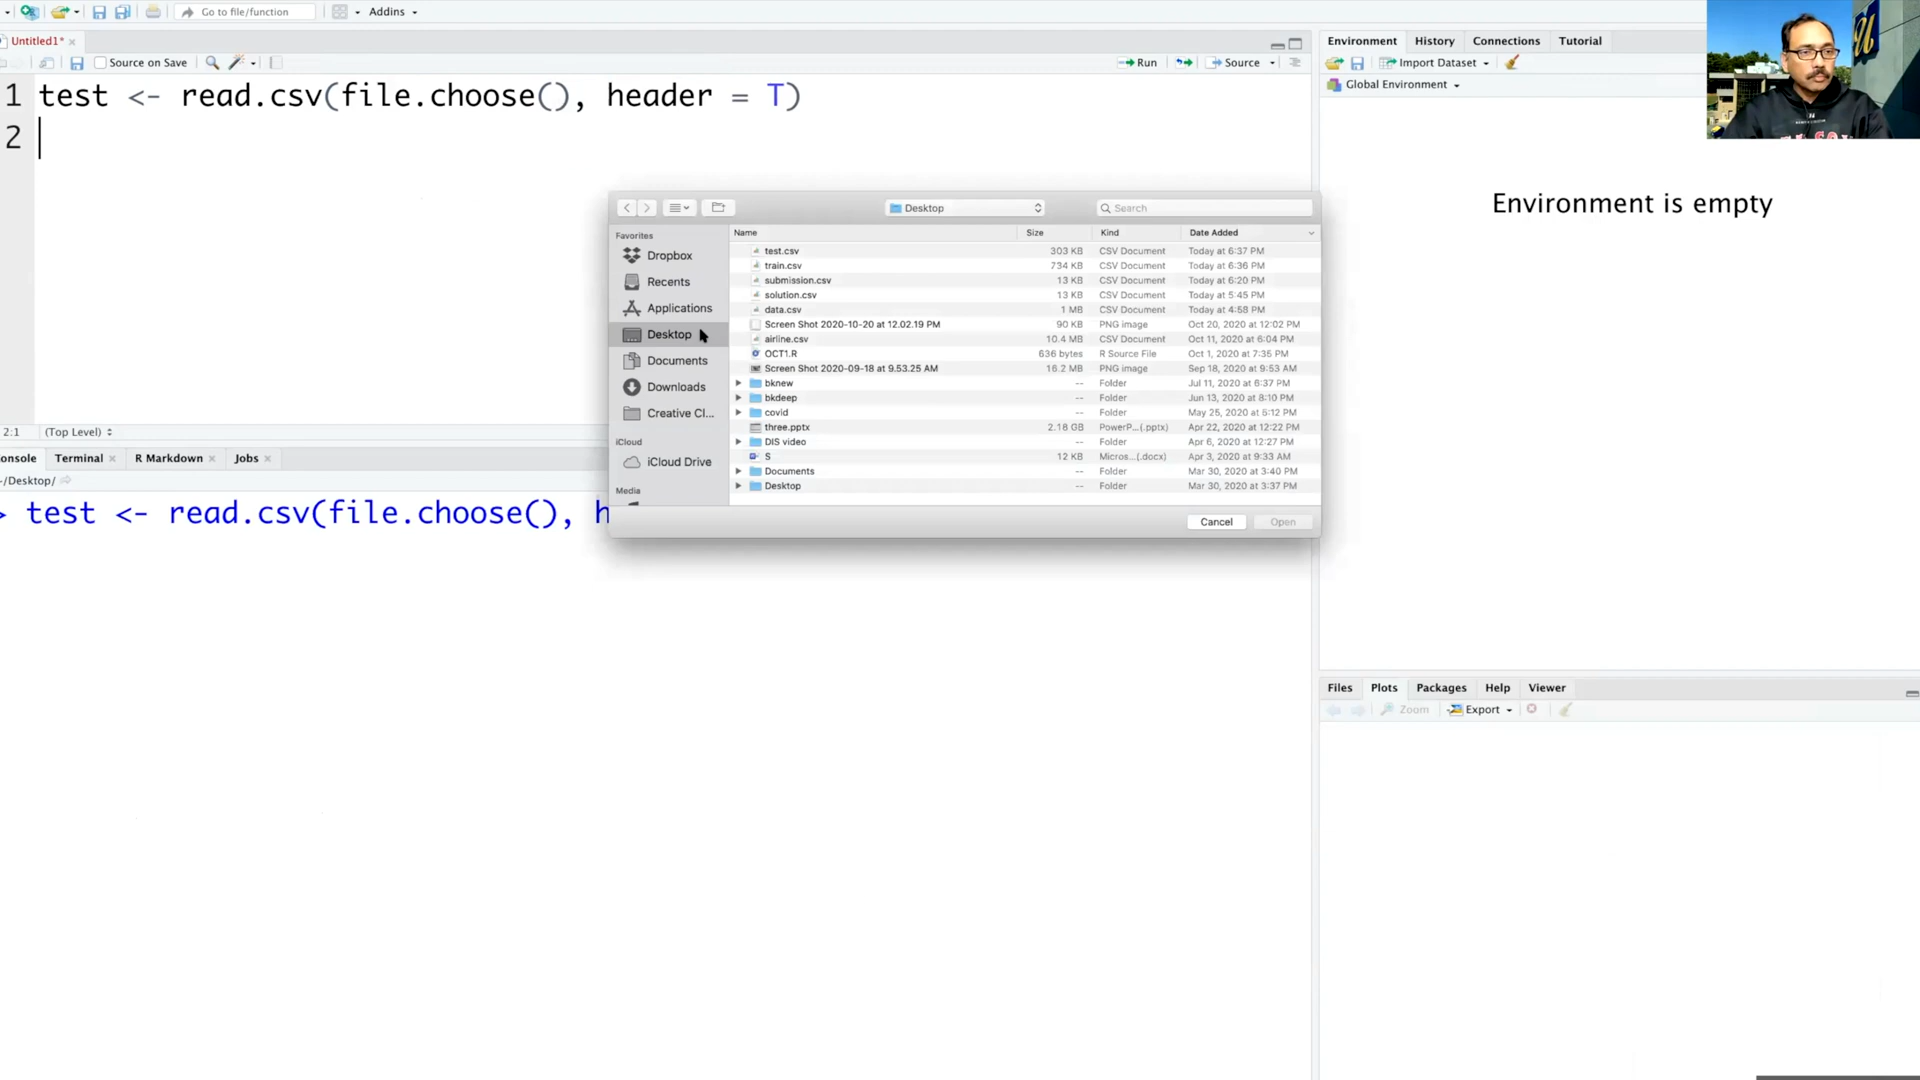 Go to file/function
Addins
Untitled1*
Source on Save
Run
Source
1 test <- read.csv(file.choose(), header = T)
2
2:1 (Top Level)
Terminal
R Markdown
Jobs
~/Desktop/
test <- read.csv(file.choose(), h
Desktop
Search
Favorites
Dropbox
Recents
Applications
Desktop
Documents
Downloads
Creative Cl...
iCloud
iCloud Drive
Media
Name Size Kind Date Added
test.csv 303 KB CSV Document Today at 6:37 PM
train.csv 734 KB CSV Document Today at 6:36 PM
submission.csv 13 KB CSV Document Today at 6:20 PM
solution.csv 13 KB CSV Document Today at 5:45 PM
data.csv 1 MB CSV Document Today at 4:58 PM
Screen Shot 2020-10-20 at 12.02.19 PM 90 KB PNG image Oct 20, 2020 at 12:02 PM
airline.csv 10.4 MB CSV Document Oct 11, 2020 at 6:04 PM
OCT1.R 636 bytes R Source File Oct 1, 2020 at 7:35 PM
Screen Shot 2020-09-18 at 9.53.25 AM 16.2 MB PNG image Sep 18, 2020 at 9:53 AM
bknew -- Folder Jul 11, 2020 at 6:37 PM
bkdeep -- Folder Jun 13, 2020 at 8:10 PM
covid -- Folder May 25, 2020 at 5:12 PM
three.pptx 2.18 GB PowerP...(.pptx) Apr 22, 2020 at 12:22 PM
DIS video -- Folder Apr 6, 2020 at 12:27 PM
S 12 KB Micros...(.docx) Apr 3, 2020 at 9:33 AM
Documents -- Folder Mar 30, 2020 at 3:40 PM
Desktop -- Folder Mar 30, 2020 at 3:37 PM
Cancel Open
Environment History Connections Tutorial
Import Dataset
Global Environment
Environment is empty
Files Plots Packages Help Viewer
Zoom Export